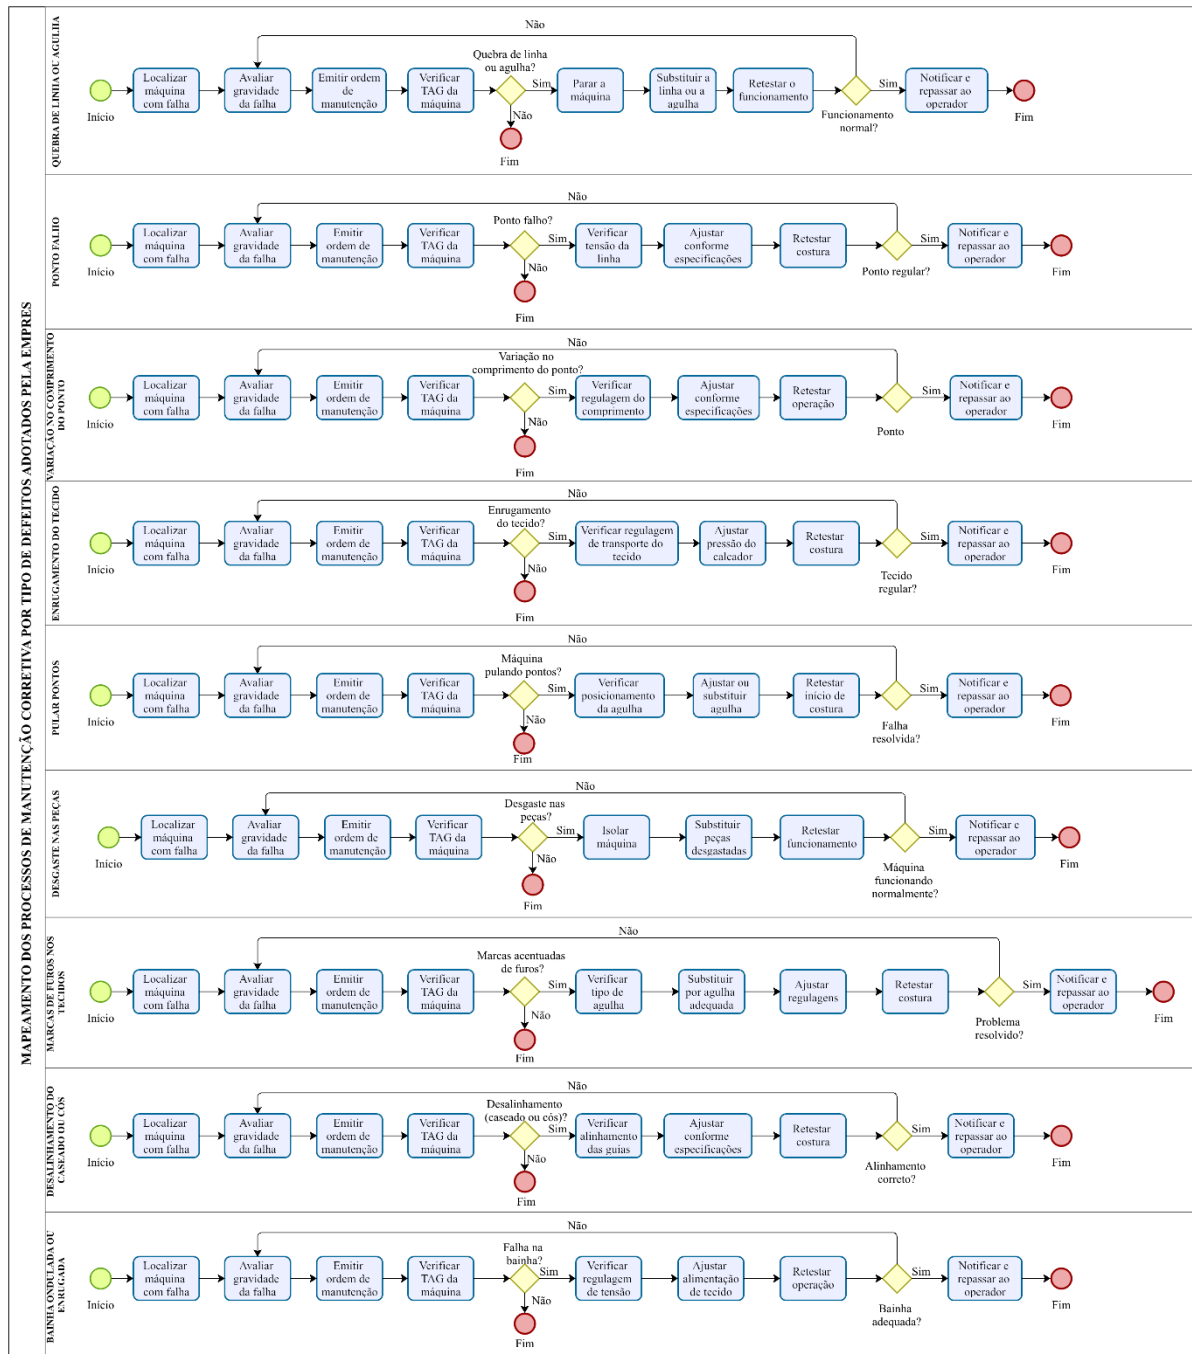 MAPEAMENTO DOS PROCESSOS DE MANUTENÇÃO CORRETIVA POR TIPO DE DEFEITOS ADOTADOS PELA EMPRES
QUEBRA DE LINHA OU AGULHA
Não
Início
Localizar
máquina
com falha
Avaliar
gravidade
da falha
Emitir ordem
de
manutenção
Verificar
TAG da
máquina
Quebra de linha
ou agulha?
Sim
Não
Fim
Parar a
máquina
Substituir a
linha ou a
agulha
Retestar o
funcionamento
Funcionamento
normal?
Sim
Notificar e
repassar ao
operador
Fim
PONTO FALHO
Não
Início
Localizar
máquina
com falha
Avaliar
gravidade
da falha
Emitir
ordem de
manutenção
Verificar
TAG da
máquina
Ponto falho?
Sim
Não
Fim
Verificar
tensão da
linha
Ajustar
conforme
especificações
Retestar
costura
Ponto regular?
Sim
Notificar e
repassar ao
operador
Fim
VARIAÇÃO NO COMPRIMENTO
DO PONTO
Não
Início
Localizar
máquina
com falha
Avaliar
gravidade
da falha
Emitir
ordem de
manutenção
Verificar
TAG da
máquina
Variação no
comprimento do ponto?
Sim
Não
Fim
Verificar
regulagem do
comprimento
Ajustar
conforme
especificações
Retestar
operação
Ponto
Sim
Notificar e
repassar ao
operador
Fim
ENRUGAMENTO DO TECIDO
Não
Início
Localizar
máquina
com falha
Avaliar
gravidade
da falha
Emitir
ordem de
manutenção
Verificar
TAG da
máquina
Enrugamento
do tecido?
Sim
Não
Fim
Verificar regulagem
de transporte do
tecido
Ajustar
pressão do
calcador
Retestar
costura
Tecido
regular?
Sim
Notificar e
repassar ao
operador
Fim
PULAR PONTOS
Não
Início
Localizar
máquina
com falha
Avaliar
gravidade
da falha
Emitir
ordem de
manutenção
Verificar
TAG da
máquina
Máquina
pulando pontos?
Sim
Não
Fim
Verificar
posicionamento
da agulha
Ajustar ou
substituir
agulha
Retestar
início de
costura
Falha
resolvida?
Sim
Notificar e
repassar ao
operador
Fim
DESGASTE NAS PEÇAS
Não
Início
Localizar
máquina
com falha
Avaliar
gravidade
da falha
Emitir
ordem de
manutenção
Verificar
TAG da
máquina
Desgaste nas
peças?
Sim
Não
Fim
Isolar
máquina
Substituir
peças
desgastadas
Retestar
funcionamento
Máquina
funcionando
normalmente?
Sim
Notificar e
repassar ao
operador
Fim
MARCAS DE FUROS NOS
TECIDOS
Não
Início
Localizar
máquina
com falha
Avaliar
gravidade
da falha
Emitir
ordem de
manutenção
Verificar
TAG da
máquina
Marcas acentuadas
de furos?
Sim
Não
Fim
Verificar
tipo de
agulha
Substituir
por agulha
adequada
Ajustar
regulagens
Retestar
costura
Problema
resolvido?
Sim
Notificar e
repassar ao
operador
Fim
DESALINHAMENTO DO
CASEADO OU CÓS
Não
Início
Localizar
máquina
com falha
Avaliar
gravidade
da falha
Emitir
ordem de
manutenção
Verificar
TAG da
máquina
Desalinhamento
(caseado ou cós)?
Sim
Não
Fim
Verificar
alinhamento
das guias
Ajustar
conforme
especificações
Retestar
costura
Alinhamento
correto?
Sim
Notificar e
repassar ao
operador
Fim
BAINHA ONDULADA OU
ENRUGADA
Não
Início
Localizar
máquina
com falha
Avaliar
gravidade
da falha
Emitir
ordem de
manutenção
Verificar
TAG da
máquina
Falha na
bainha?
Sim
Não
Fim
Verificar
regulagem
de tensão
Ajustar
alimentação
de tecido
Retestar
operação
Bainha
adequada?
Sim
Notificar e
repassar ao
operador
Fim